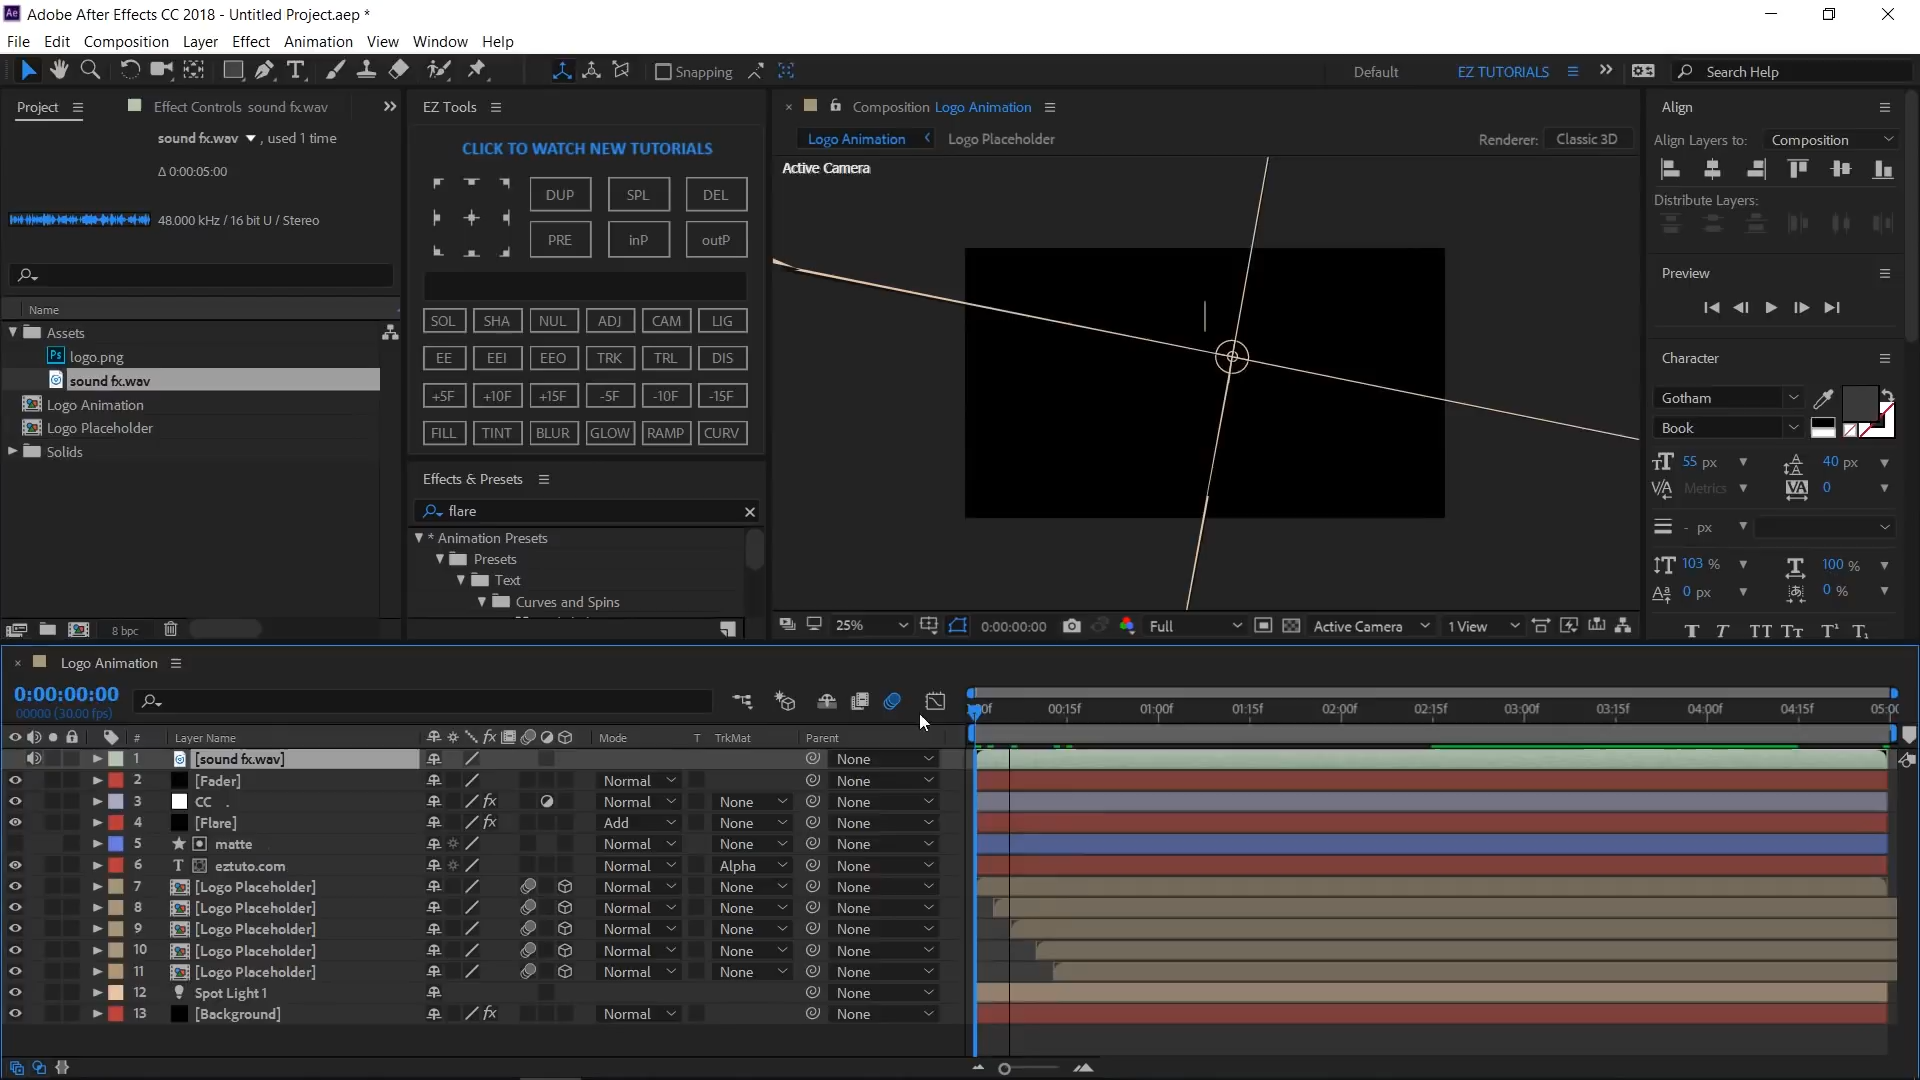 Ae Adobe After Effects CC 2018 - Untitled Project.aep *
File Edit Composition Layer Effect Animation View Window Help
Snapping
Default EZ TUTORIALS Search Help
Project Effect Controls sound fx.wav
sound fx.wav , used 1 time
Δ 0:00:05:00
48.000 kHz / 16 bit U / Stereo
Name
Assets
logo.png
sound fx.wav
Logo Animation
Logo Placeholder
Solids
8 bpc
EZ Tools
CLICK TO WATCH NEW TUTORIALS
DUP SPL DEL
PRE inP outP
SOL SHA NUL ADJ CAM LIG
EE EEI EEO TRK TRL DIS
+5F +10F +15F -5F -10F -15F
FILL TINT BLUR GLOW RAMP CURV
Effects & Presets
flare
* Animation Presets
Presets
Text
Curves and Spins
Composition Logo Animation
Logo Animation Logo Placeholder Renderer: Classic 3D
Active Camera
25% 0:00:00:00 Full Active Camera 1 View
Align
Align Layers to: Composition
Distribute Layers:
Preview
Character
Gotham
Book
55 px 40 px
Metrics 0
- px
103 % 100 %
0 px 0 %
Logo Animation
0:00:00:00
00000 (30.00 fps)
:00f 00:15f 01:00f 01:15f 02:00f 02:15f 03:00f 03:15f 04:00f 04:15f 05:00
# Layer Name Mode T TrkMat Parent
1 [sound fx.wav] None
2 [Fader] Normal None
3 CC . Normal None None
4 [Flare] Add None None
5 matte Normal None None
6 eztuto.com Normal Alpha None
7 [Logo Placeholder] Normal None None
8 [Logo Placeholder] Normal None None
9 [Logo Placeholder] Normal None None
10 [Logo Placeholder] Normal None None
11 [Logo Placeholder] Normal None None
12 Spot Light 1 None
13 [Background] Normal None